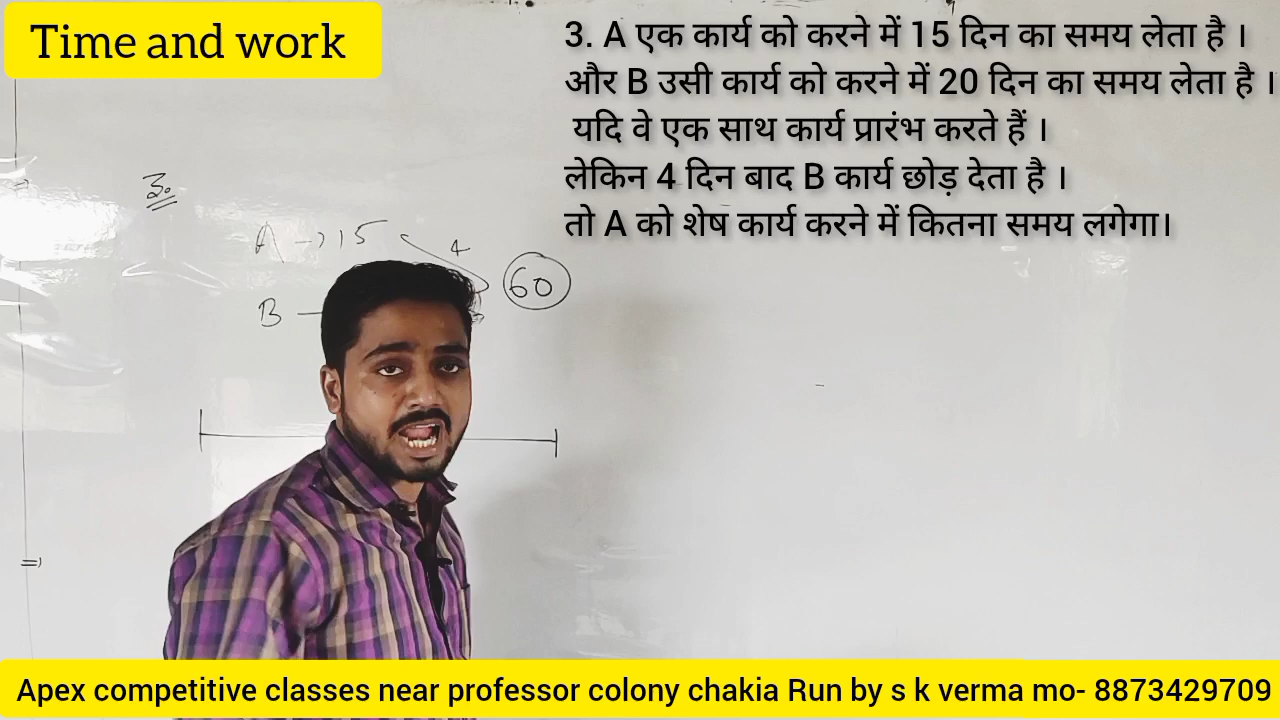 Time and work
3. A एक कार्य को करने में 15 दिन का समय लेता है ।
और B उसी कार्य को करने में 20 दिन का समय लेता है ।
यदि वे एक साथ कार्य प्रारंभ करते हैं ।
लेकिन 4 दिन बाद B कार्य छोड़ देता है ।
तो A को शेष कार्य करने में कितना समय लगेगा।
3.
A → 15
4
60
B —
⇒
Apex competitive classes near professor colony chakia Run by s k verma mo- 8873429709